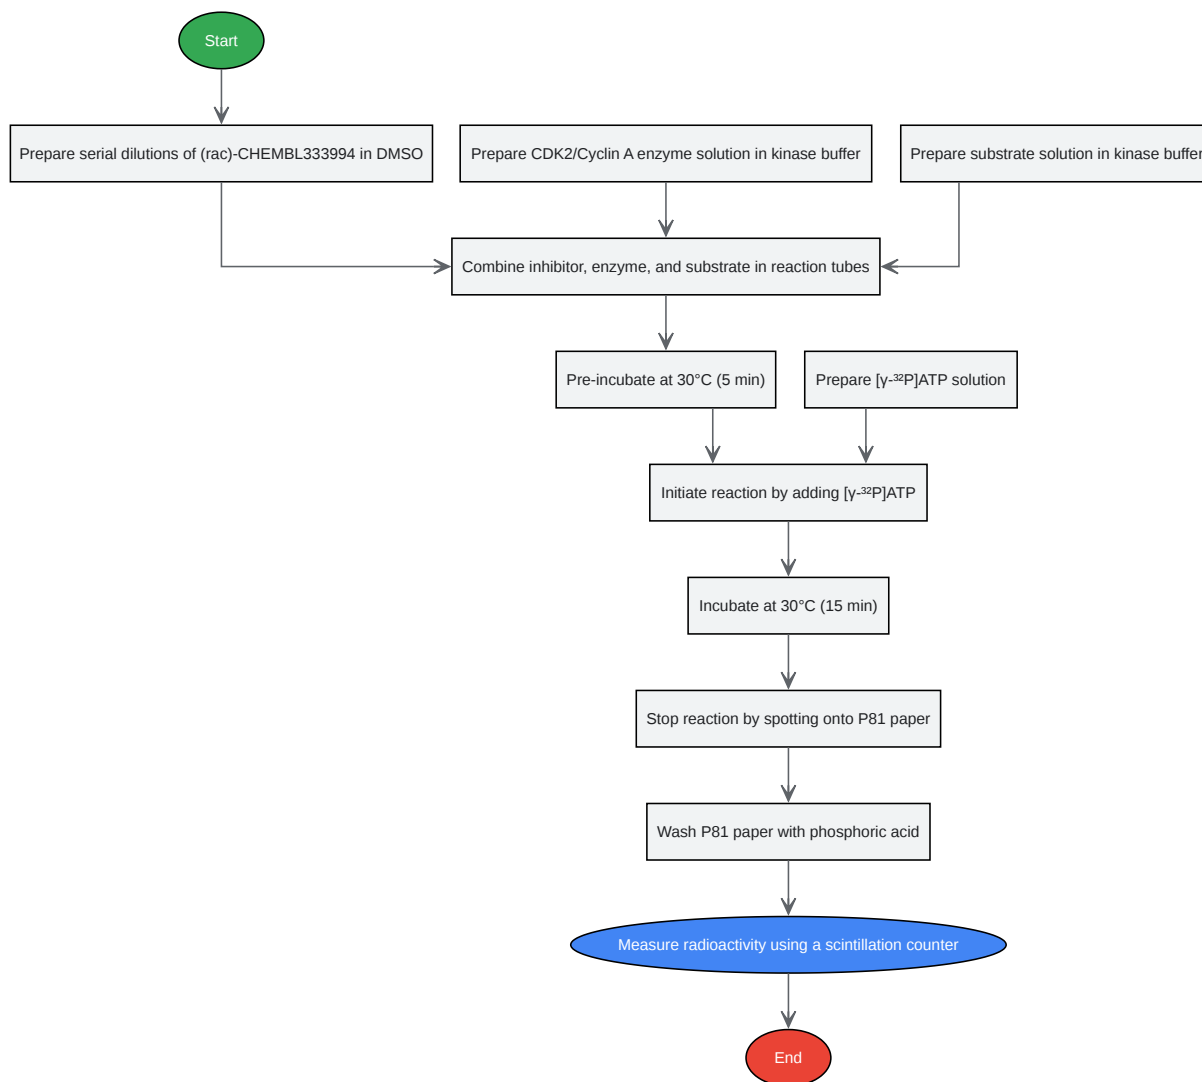 Start
Prepare serial dilutions of (rac)-CHEMBL333994 in DMSO
Prepare CDK2/Cyclin A enzyme solution in kinase buffer
Prepare substrate solution in kinase buffer
Combine inhibitor, enzyme, and substrate in reaction tubes
Pre-incubate at 30°C (5 min)
Prepare [γ-³²P]ATP solution
Initiate reaction by adding [γ-³²P]ATP
Incubate at 30°C (15 min)
Stop reaction by spotting onto P81 paper
Wash P81 paper with phosphoric acid
Measure radioactivity using a scintillation counter
End